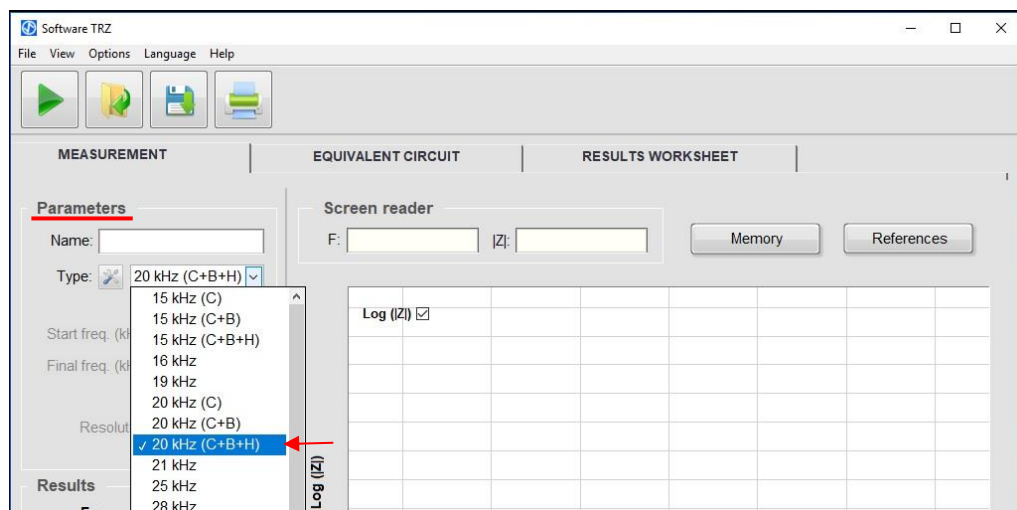 Software TRZ
File View Options Language Help
MEASUREMENT EQUIVALENT CIRCUIT RESULTS WORKSHEET
Parameters
Name:
Type: 20 kHz (C+B+H)
15 kHz (C)
15 kHz (C+B)
15 kHz (C+B+H)
16 kHz
19 kHz
20 kHz (C)
20 kHz (C+B)
✓ 20 kHz (C+B+H)
21 kHz
25 kHz
28 kHz
Start freq.
Final freq.
Results
Screen reader
F: |Z|:
Memory References
Log (|Z|)
Log (|Z|)